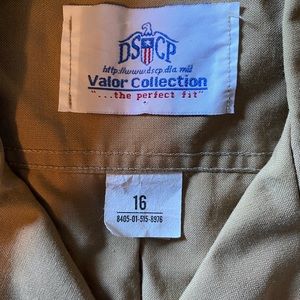 DSCP
http://www.dscp.dla.mil
Valor Collection
"...the perfect fit"
16
8405-01-515-8976